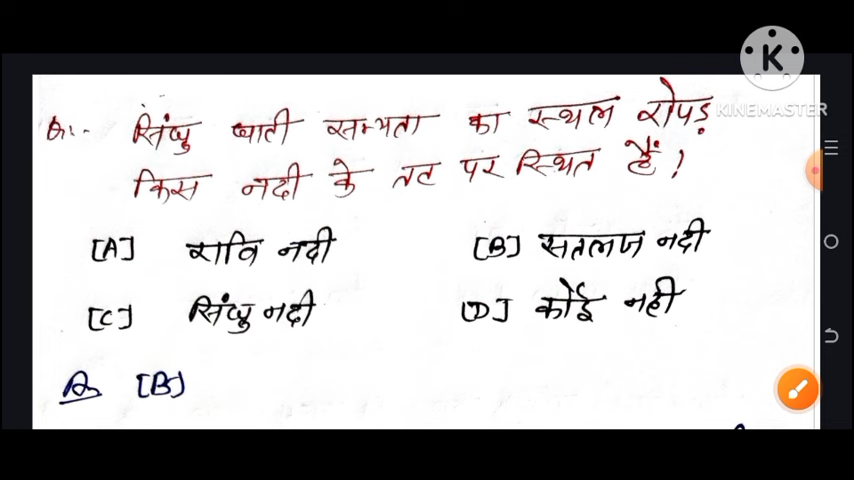 K
KINEMASTER
Q:- सिंधु घाटी सभ्यता का स्थल रोपड़
किस नदी के तट पर स्थित हैं?
[A] रावि नदी [B] सतलज नदी
[C] सिंधु नदी [D] कोई नही
[B]